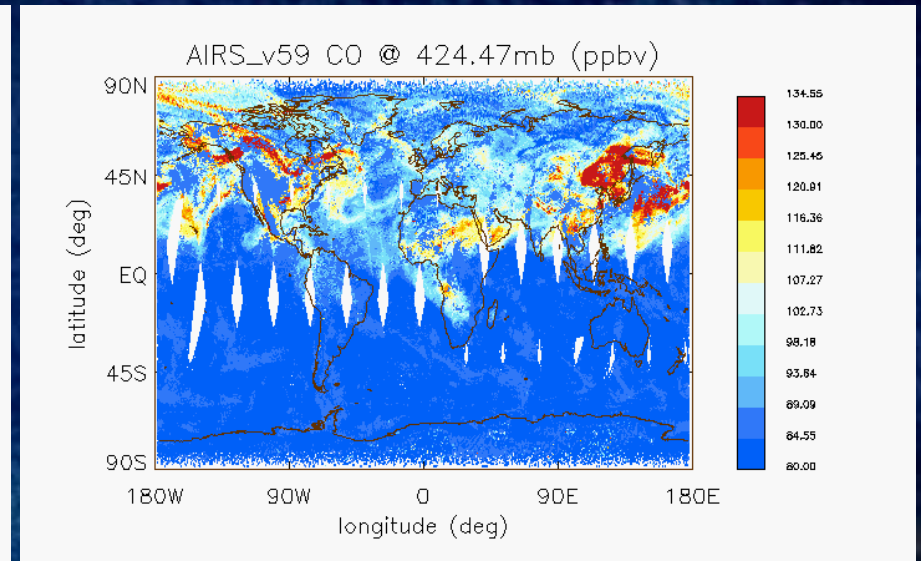 AIRS_v59 CO @ 424.47mb (ppbv)
90N
45N
EQ
45S
90S
latitude (deg)
180W 90W 0 90E 180E
longitude (deg)
134.55
130.00
125.45
120.91
116.36
111.82
107.27
102.73
98.18
93.64
89.09
84.55
80.00